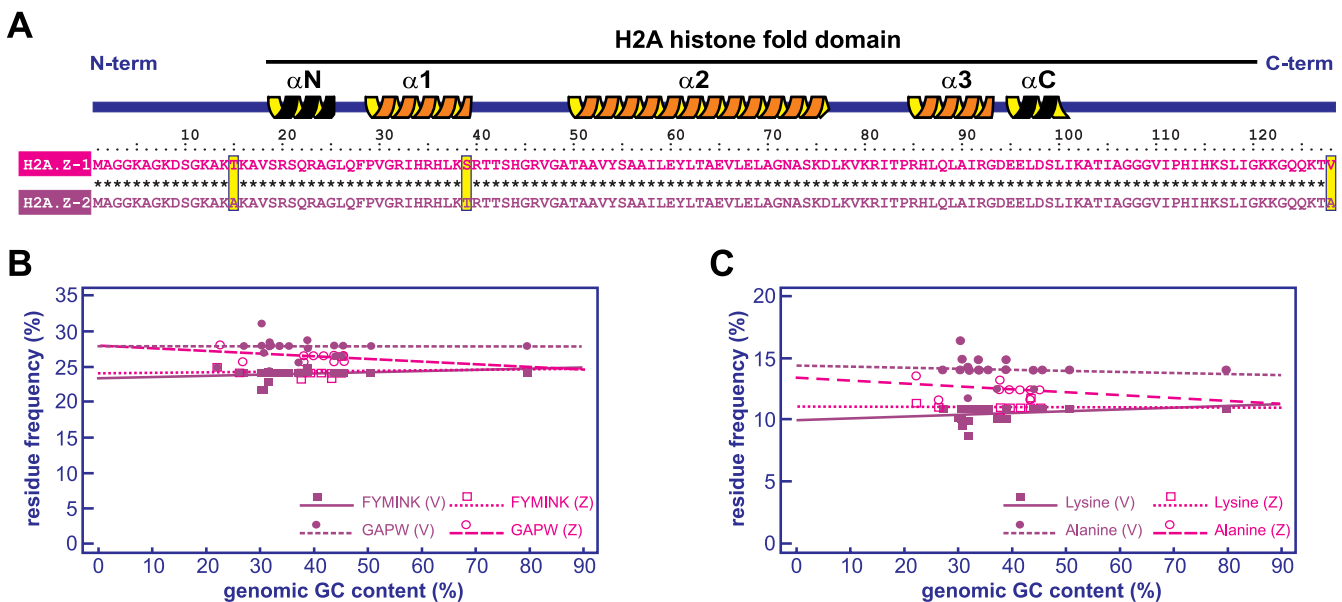 A
H2A histone fold domain
N-term
C-term
αN
α1
α2
α3
αC
10 20 30 40 50 60 70 80 90 100 110 120
H2A.Z-1 MAGGKAGKDSGKAKTKAVSRSQRAGLQFPVGRIHRHLKSRTTSHGRVGATAAVYSAAILEYLTAEVLELAGNASKDLKVKRITPRHLQLAIRGDEELDSLIKATIAGGGVIPHIHKSLIGKKGQQKTV
********************************************************************************************************************************
H2A.Z-2 MAGGKAGKDSGKAKAKAVSRSQRAGLQFPVGRIHRHLKTRTTSHGRVGATAAVYSAAILEYLTAEVLELAGNASKDLKVKRITPRHLQLAIRGDEELDSLIKATIAGGGVIPHIHKSLIGKKGQQKTA
B
residue frequency (%)
35
30
25
20
15
10
5
0
FYMINK (V)
FYMINK (Z)
GAPW (V)
GAPW (Z)
0 10 20 30 40 50 60 70 80 90
genomic GC content (%)
C
residue frequency (%)
20
15
10
5
0
Lysine (V)
Lysine (Z)
Alanine (V)
Alanine (Z)
0 10 20 30 40 50 60 70 80 90
genomic GC content (%)